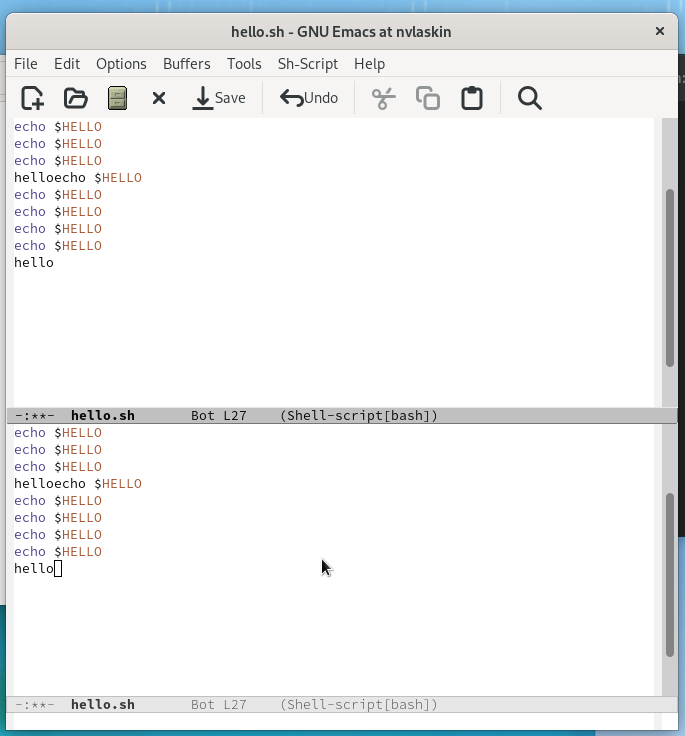 hello.sh - GNU Emacs at nvlaskin
File Edit Options Buffers Tools Sh-Script Help
Save Undo
echo $HELLO
echo $HELLO
echo $HELLO
helloecho $HELLO
echo $HELLO
echo $HELLO
echo $HELLO
echo $HELLO
hello
-:**- hello.sh Bot L27 (Shell-script[bash])
echo $HELLO
echo $HELLO
echo $HELLO
helloecho $HELLO
echo $HELLO
echo $HELLO
echo $HELLO
echo $HELLO
hello
-:**- hello.sh Bot L27 (Shell-script[bash])